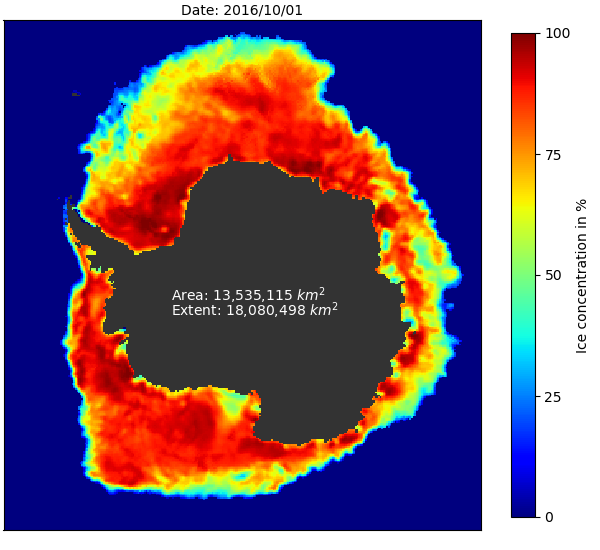 Date: 2016/10/01
100
75
50
25
0
Ice concentration in %
Area: 13,535,115 km²
Extent: 18,080,498 km²